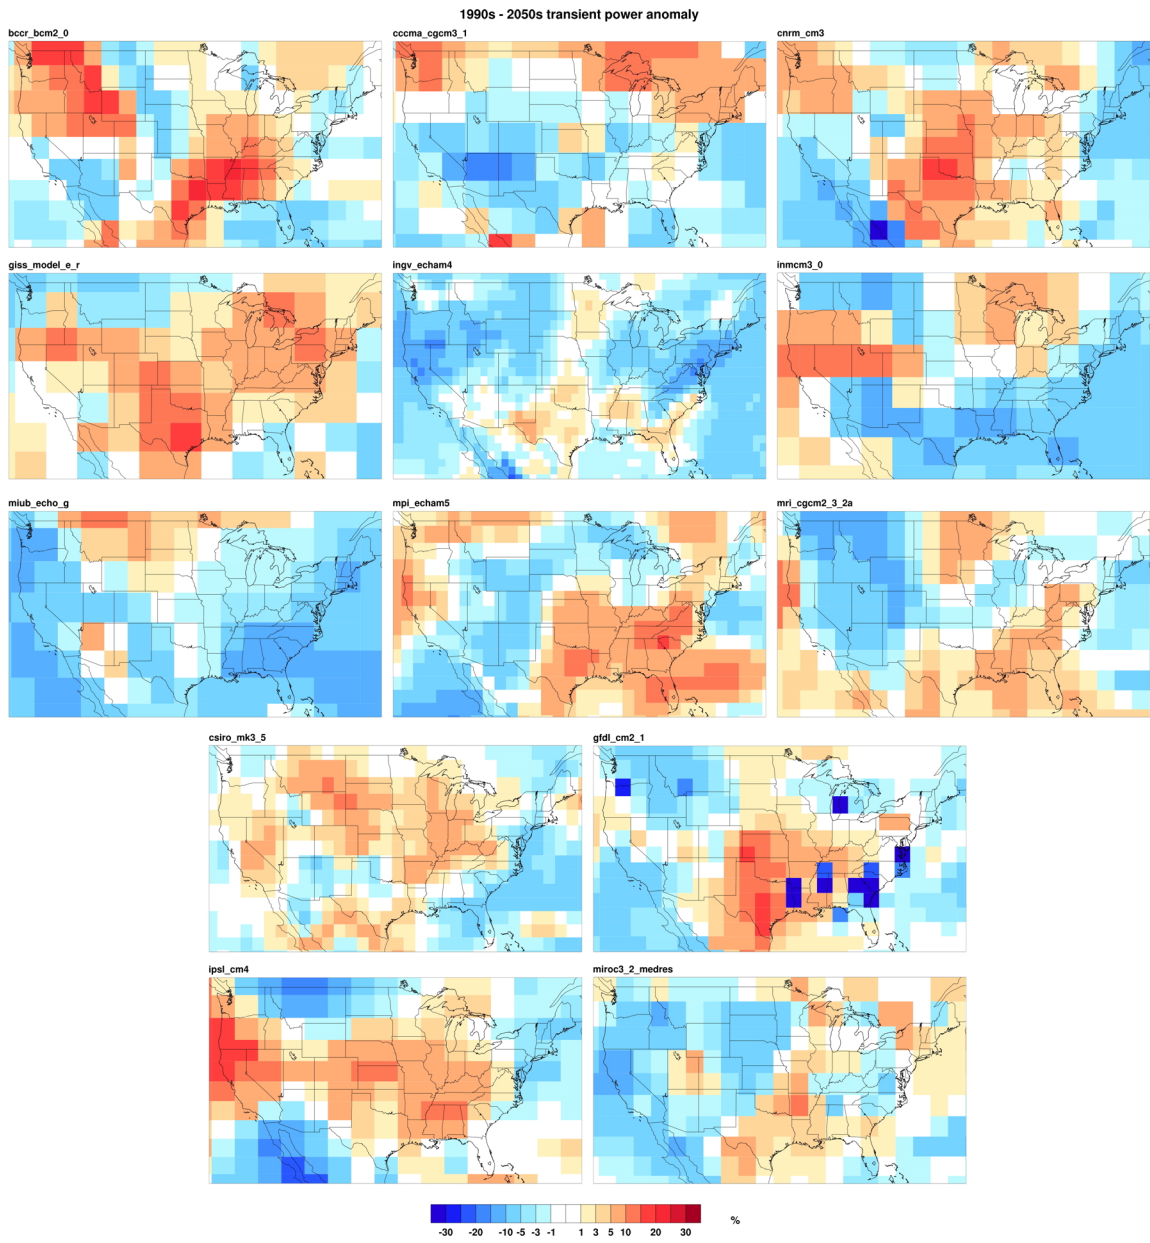 1990s - 2050s transient power anomaly
bccr_bcm2_0 cccma_cgcm3_1 cnrm_cm3
giss_model_e_r ingv_echam4 inmcm3_0
miub_echo_g mpi_echam5 mri_cgcm2_3_2a
csiro_mk3_5 gfdl_cm2_1
ipsl_cm4 miroc3_2_medres
-30 -20 -10 -5 -3 -1 1 3 5 10 20 30 %